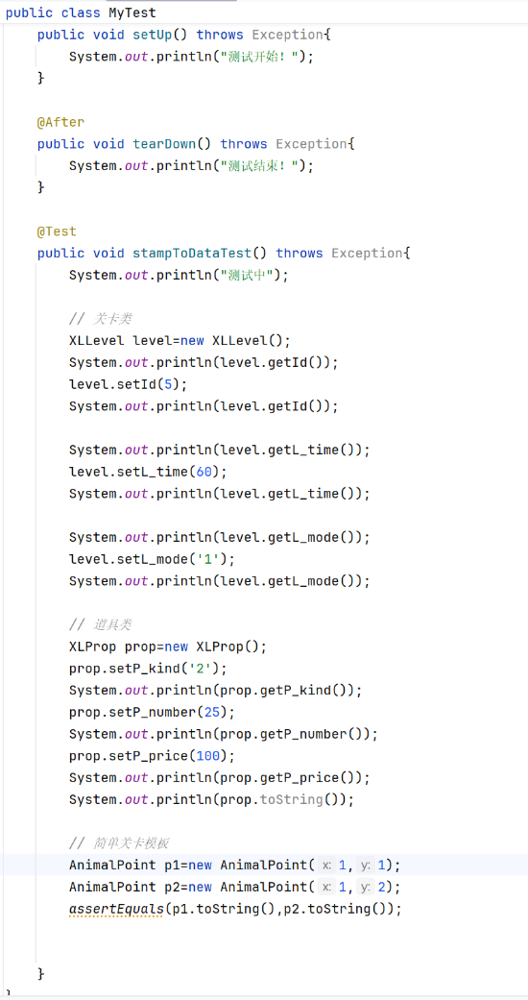 public class MyTest
public void setUp() throws Exception{
System.out.println("测试开始！");
}
@After
public void tearDown() throws Exception{
System.out.println("测试结束！");
}
@Test
public void stampToDataTest() throws Exception{
System.out.println("测试中");
// 关卡类
XLLevel level=new XLLevel();
System.out.println(level.getId());
level.setId(5);
System.out.println(level.getId());
System.out.println(level.getL_time());
level.setL_time(60);
System.out.println(level.getL_time());
System.out.println(level.getL_mode());
level.setL_mode('1');
System.out.println(level.getL_mode());
// 道具类
XLProp prop=new XLProp();
prop.setP_kind('2');
System.out.println(prop.getP_kind());
prop.setP_number(25);
System.out.println(prop.getP_number());
prop.setP_price(100);
System.out.println(prop.getP_price());
System.out.println(prop.toString());
// 简单关卡模板
AnimalPoint p1=new AnimalPoint( x: 1, y: 1);
AnimalPoint p2=new AnimalPoint( x: 1, y: 2);
assertEquals(p1.toString(),p2.toString());
}
}